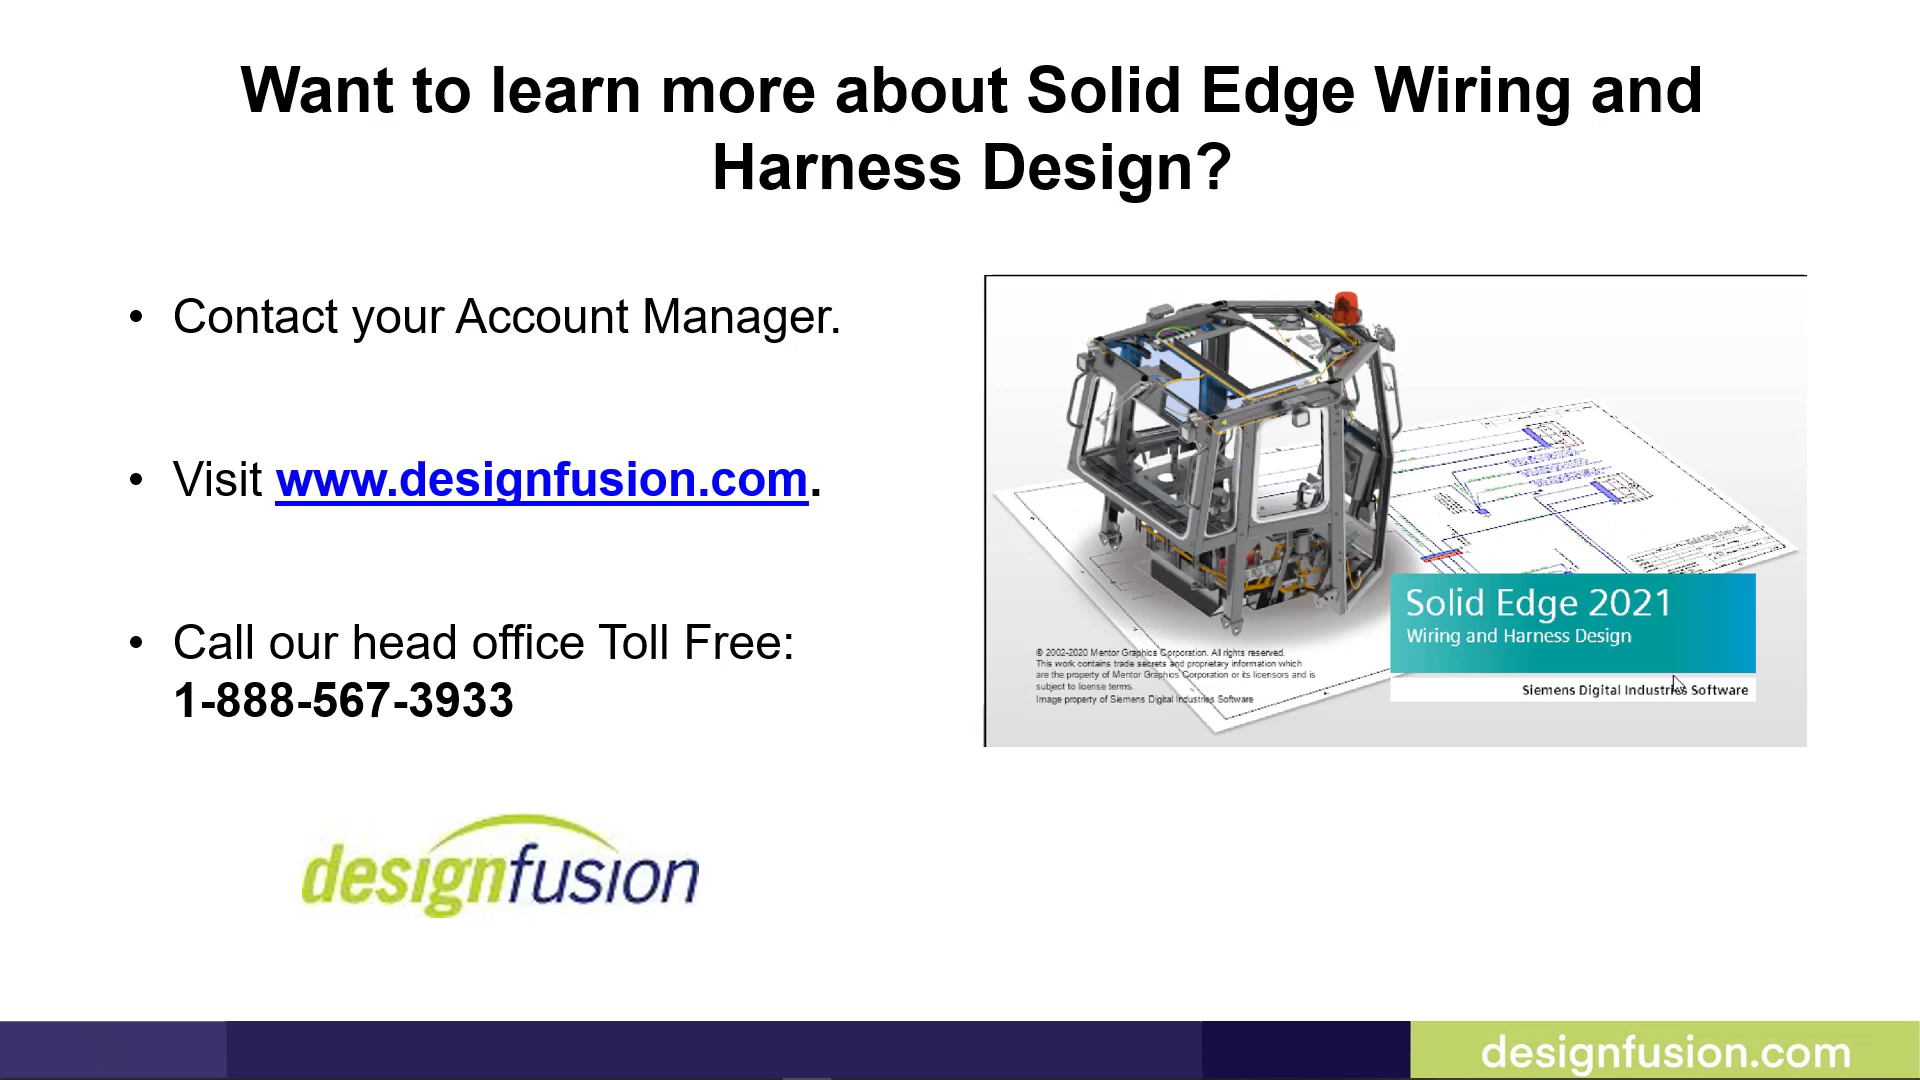 Want to learn more about Solid Edge Wiring and
Harness Design?
• Contact your Account Manager.
• Visit www.designfusion.com.
• Call our head office Toll Free:
1-888-567-3933
Solid Edge 2021
Wiring and Harness Design
Siemens Digital Industries Software
© 2002-2020 Mentor Graphics Corporation. All rights reserved.
This work contains trade secrets and proprietary information which
are the property of Mentor Graphics Corporation or its licensors and is
subject to license terms.
Image property of Siemens Digital Industries Software
designfusion
designfusion.com